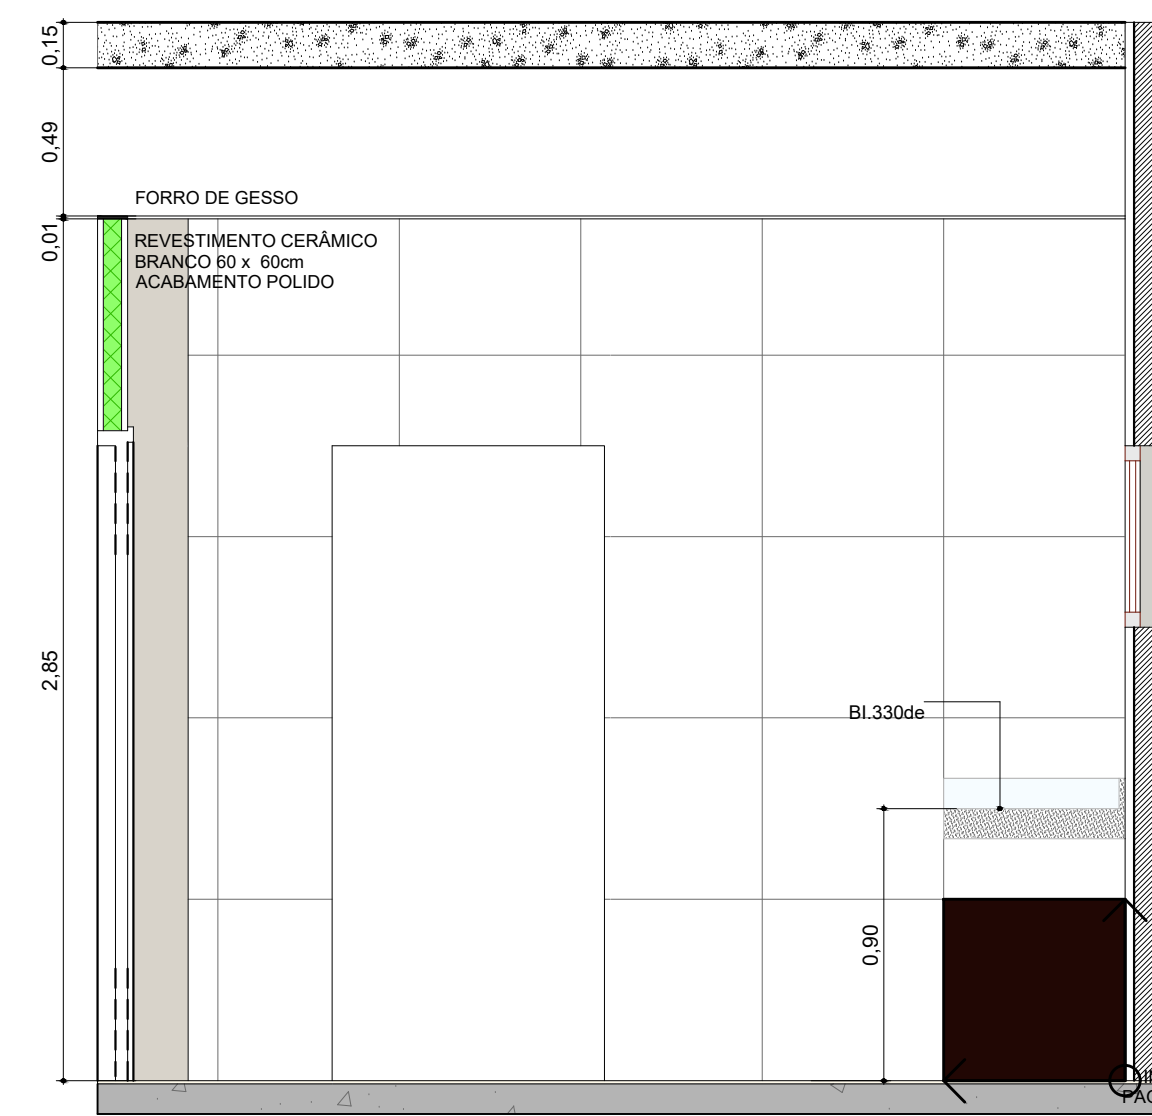 0,15
0,49
FORRO DE GESSO
0,01
REVESTIMENTO CERÂMICO
BRANCO 60 x 60cm
ACABAMENTO POLIDO
2,85
BI.330de
0,90